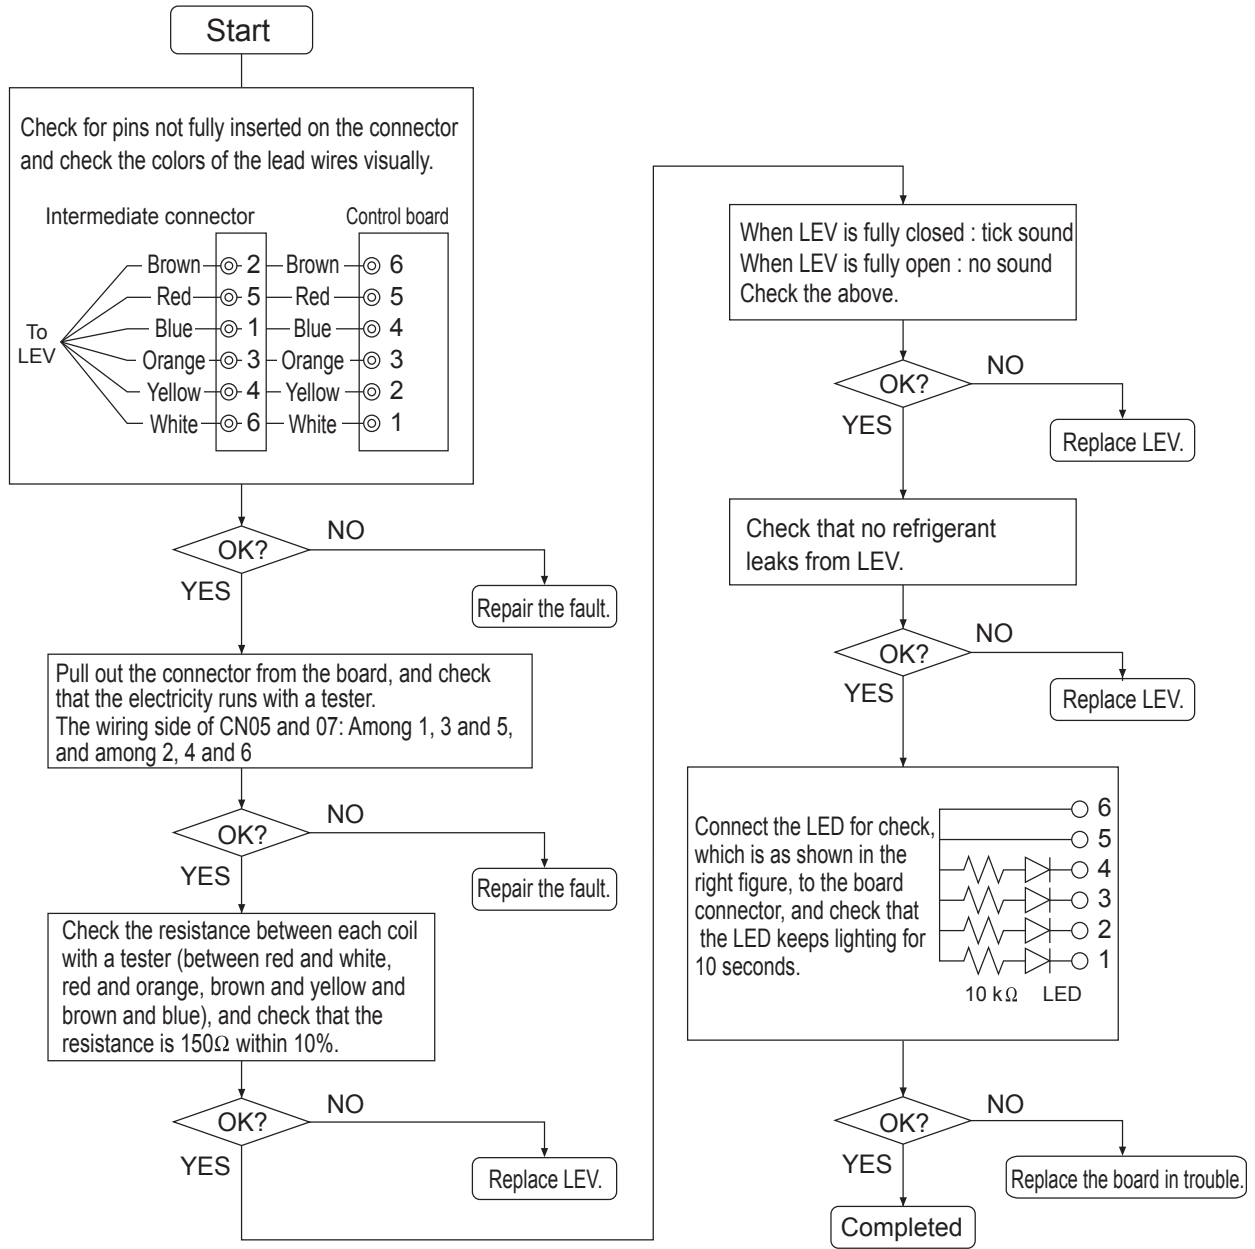 Start
Check for pins not fully inserted on the connector
and check the colors of the lead wires visually.
Intermediate connector
Control board
To
LEV
Brown 2 Brown 6
Red 5 Red 5
Blue 1 Blue 4
Orange 3 Orange 3
Yellow 4 Yellow 2
White 6 White 1
OK?
NO
YES
Repair the fault.
Pull out the connector from the board, and check
that the electricity runs with a tester.
The wiring side of CN05 and 07: Among 1, 3 and 5,
and among 2, 4 and 6
OK?
NO
YES
Repair the fault.
Check the resistance between each coil
with a tester (between red and white,
red and orange, brown and yellow and
brown and blue), and check that the
resistance is 150Ω within 10%.
OK?
NO
YES
Replace LEV.
When LEV is fully closed : tick sound
When LEV is fully open : no sound
Check the above.
OK?
NO
YES
Replace LEV.
Check that no refrigerant
leaks from LEV.
OK?
NO
YES
Replace LEV.
Connect the LED for check,
which is as shown in the
right figure, to the board
connector, and check that
the LED keeps lighting for
10 seconds.
6
5
4
3
2
1
10 kΩ LED
OK?
NO
YES
Replace the board in trouble.
Completed